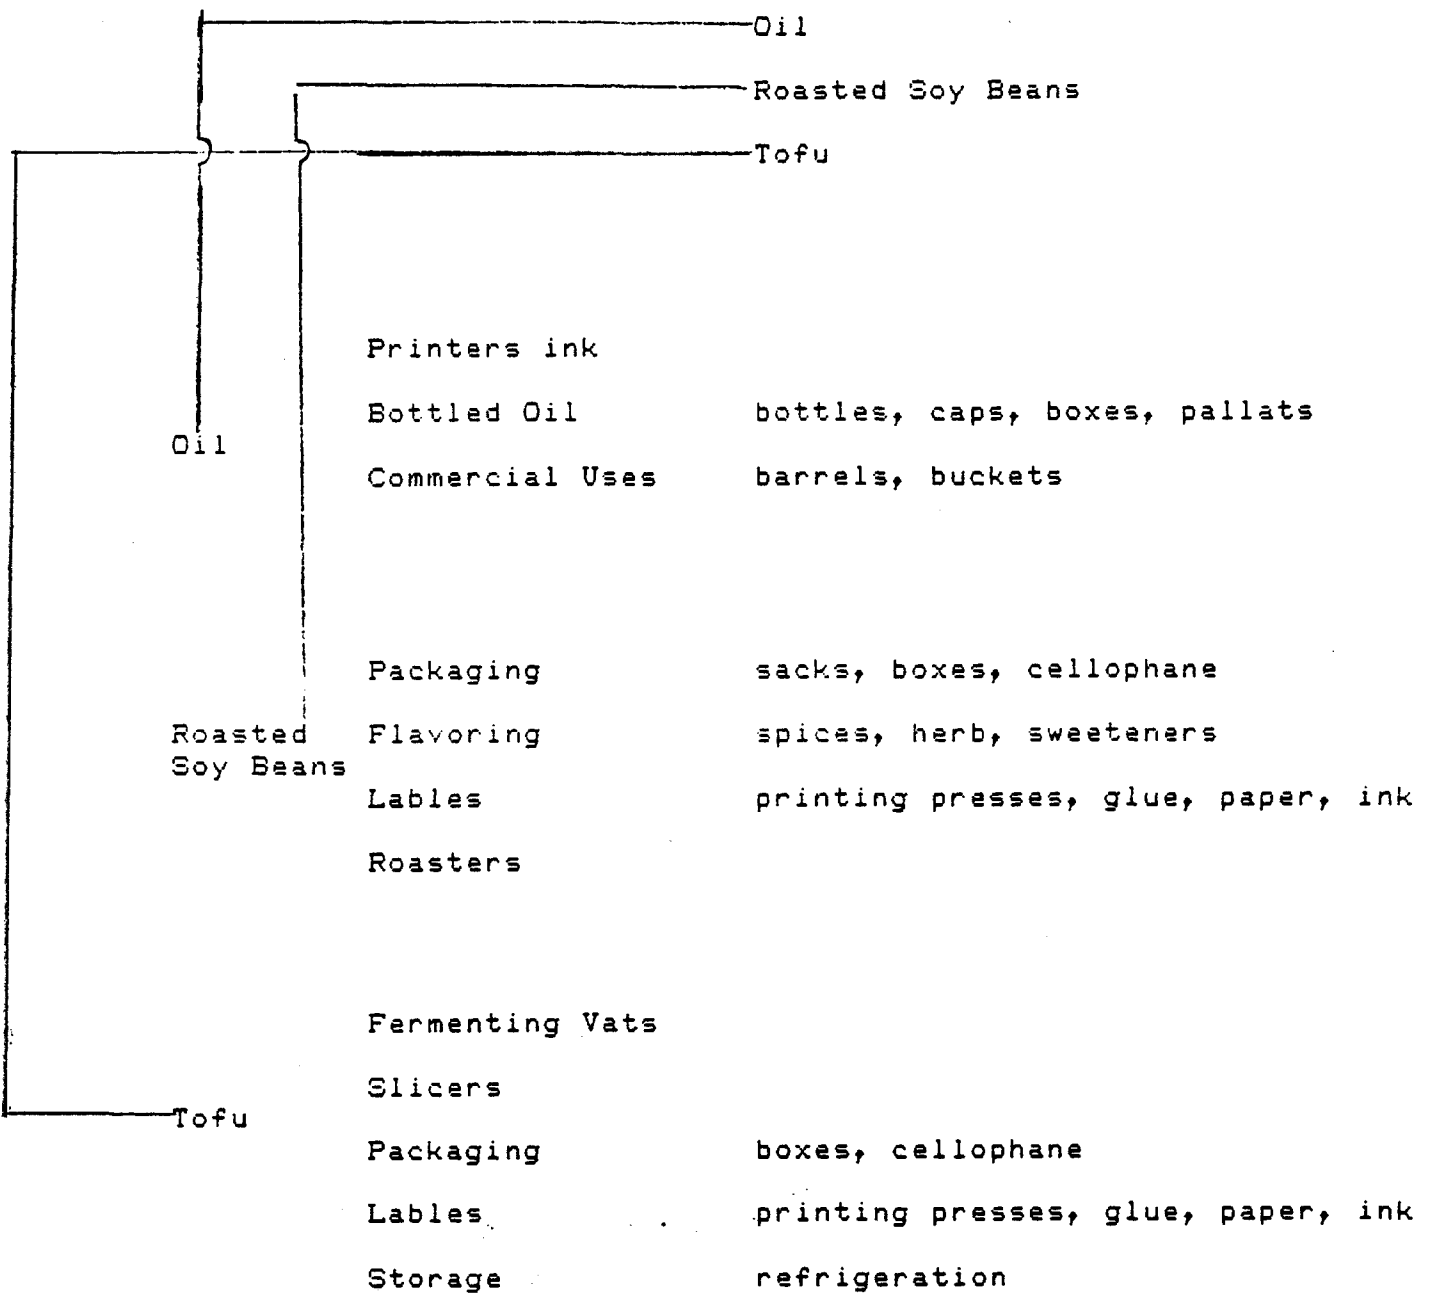 Oil
Roasted Soy Beans
Tofu
Printers ink
Bottled Oil bottles, caps, boxes, pallats
Oil
Commercial Uses barrels, buckets
Packaging sacks, boxes, cellophane
Roasted Flavoring spices, herb, sweeteners
Soy Beans
Lables printing presses, glue, paper, ink
Roasters
Fermenting Vats
Slicers
Tofu
Packaging boxes, cellophane
Lables printing presses, glue, paper, ink
Storage refrigeration